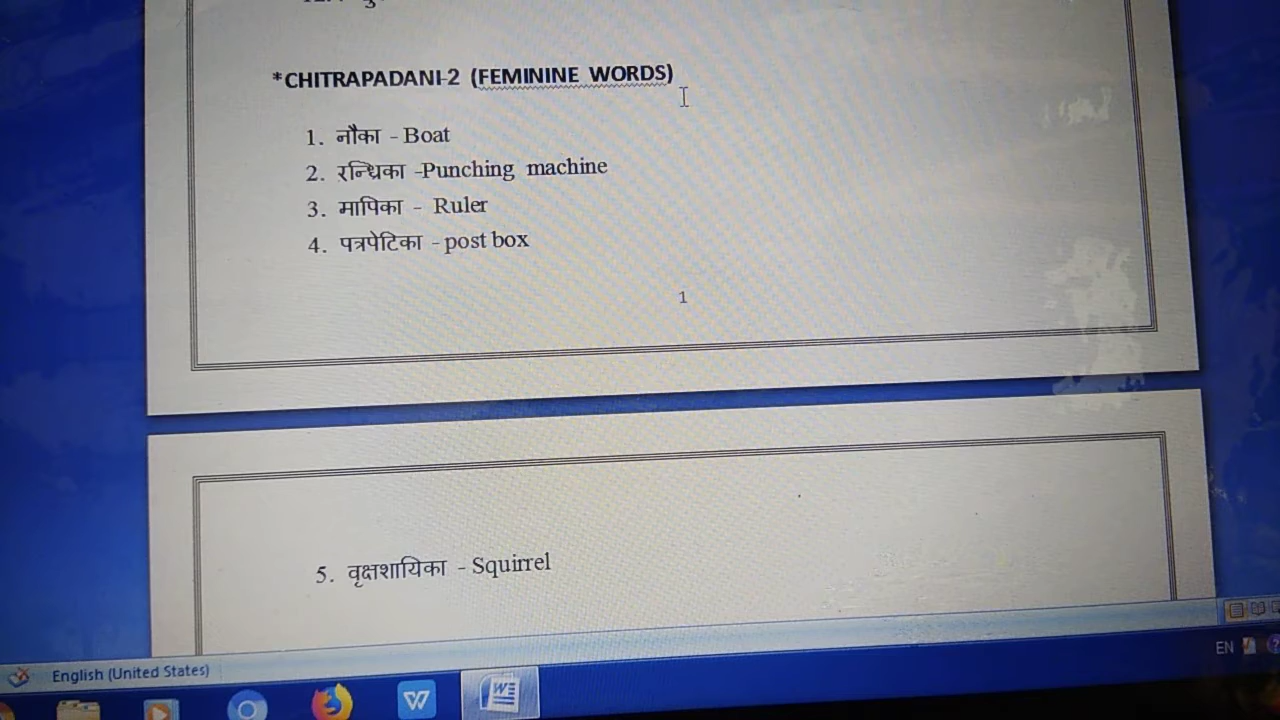 *CHITRAPADANI-2 (FEMININE WORDS)
1. नौका - Boat
2. रन्ध्रिका -Punching machine
3. मापिका - Ruler
4. पत्रपेटिका - post box
1
5. वृक्षशायिका - Squirrel
English (United States)
EN